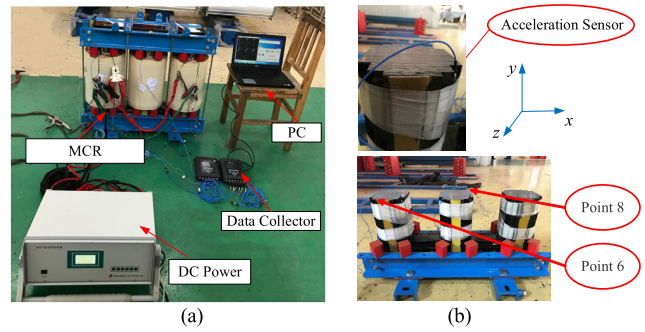 Acceleration Sensor
y
x
z
PC
MCR
Data Collector
Point 8
DC Power
Point 6
(a)
(b)